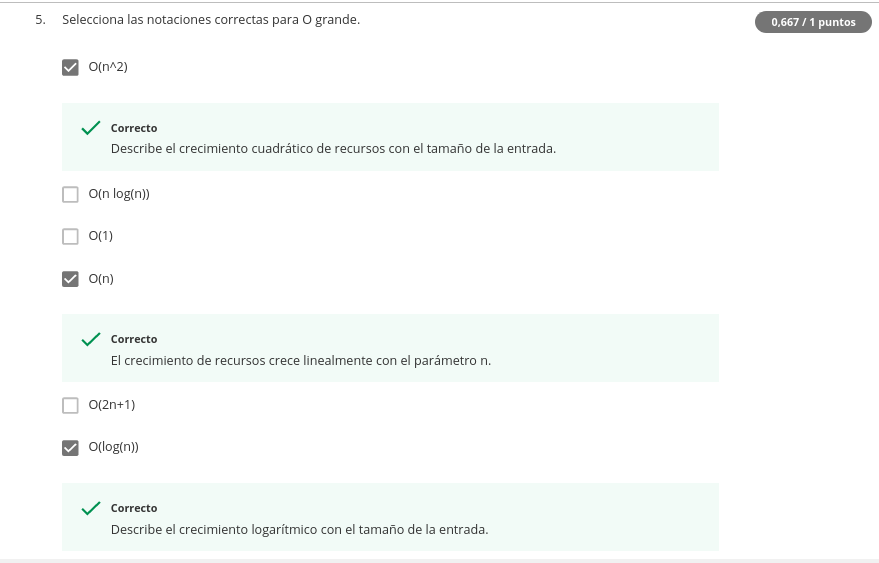 5. Selecciona las notaciones correctas para O grande.
0,667 / 1 puntos
O(n^2)
Correcto
Describe el crecimiento cuadrático de recursos con el tamaño de la entrada.
O(n log(n))
O(1)
O(n)
Correcto
El crecimiento de recursos crece linealmente con el parámetro n.
O(2n+1)
O(log(n))
Correcto
Describe el crecimiento logarítmico con el tamaño de la entrada.